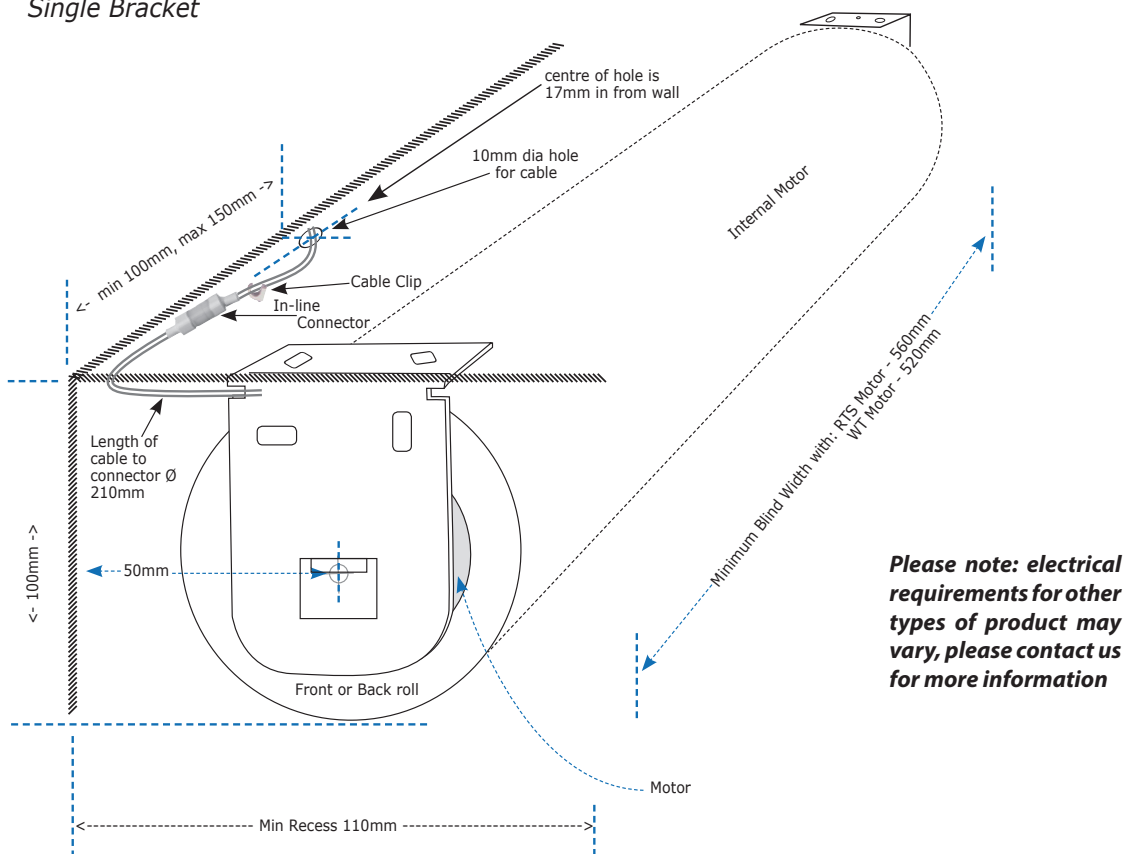 Single Bracket
centre of hole is
17mm in from wall
10mm dia hole
for cable
<- min 100mm, max 150mm ->
Internal Motor
Cable Clip
In-line
Connector
Minimum Blind Width with: RTS Motor - 560mm
WT Motor - 520mm
Length of
cable to
connector Ø
210mm
<- 100mm ->
50mm
Please note: electrical
requirements for other
types of product may
vary, please contact us
for more information
Front or Back roll
Motor
Min Recess 110mm